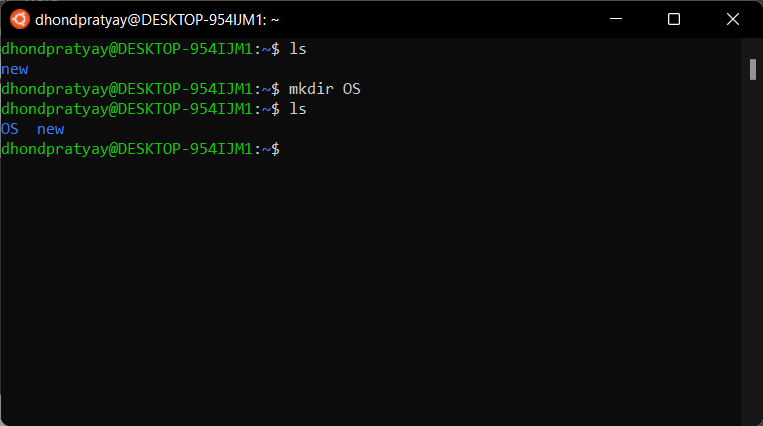 dhondpratyay@DESKTOP-954IJM1: ~
dhondpratyay@DESKTOP-954IJM1:~$ ls
new
dhondpratyay@DESKTOP-954IJM1:~$ mkdir OS
dhondpratyay@DESKTOP-954IJM1:~$ ls
OS  new
dhondpratyay@DESKTOP-954IJM1:~$